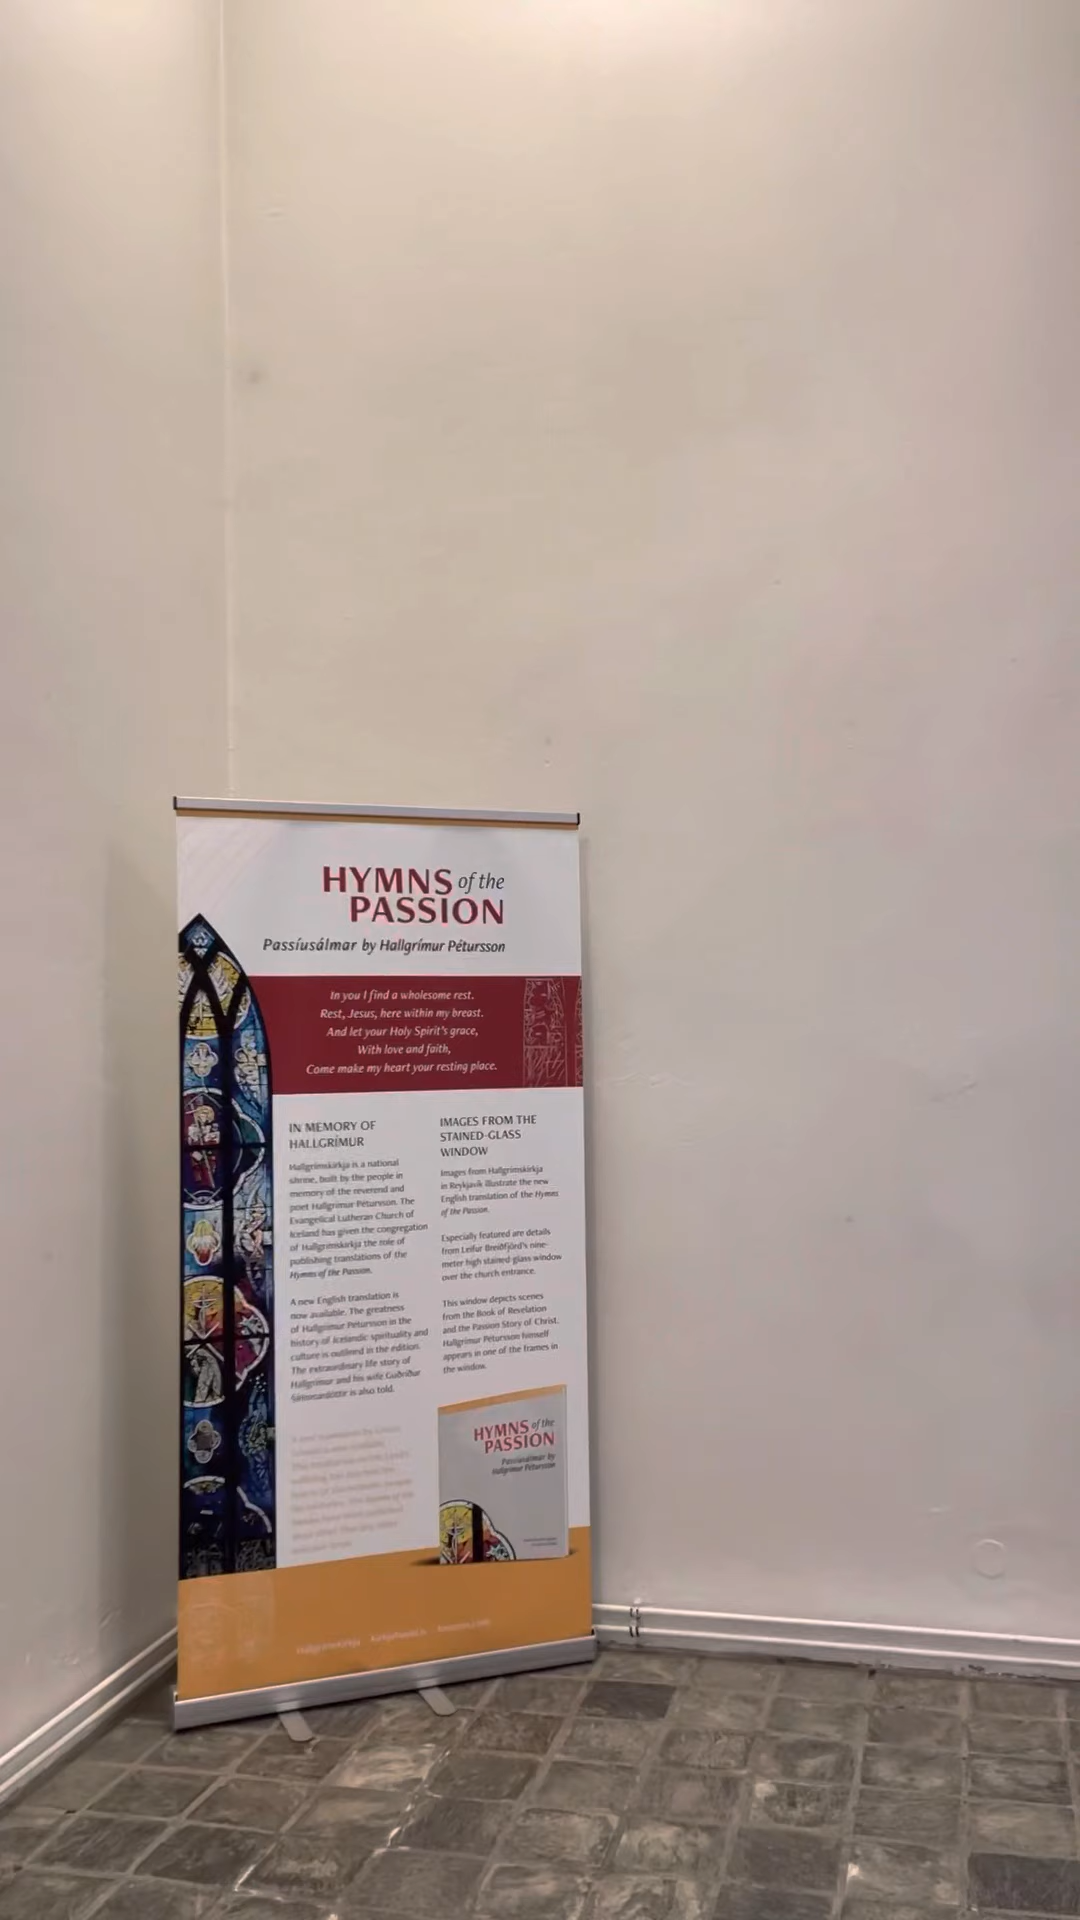 HYMNS of the
PASSION
Passíusálmar by Hallgrímur Pétursson
In you I find a wholesome rest.
Rest, Jesus, here within my breast.
And let your Holy Spirit's grace,
With love and faith,
Come make my heart your resting place.
IN MEMORY OF
HALLGRÍMUR
Hallgrímskirkja is a national
shrine, built by the people in
memory of the reverend and
poet Hallgrímur Pétursson. The
Evangelical Lutheran Church of
Iceland has given the congregation
of Hallgrímskirkja the role of
publishing translations of the
Hymns of the Passion.
A new English translation is
now available. The greatness
of Hallgrímur Pétursson in the
history of Icelandic spirituality and
culture is outlined in the edition.
The extraordinary life story of
Hallgrímur and his wife Guðríður
is also told.
IMAGES FROM THE
STAINED-GLASS
WINDOW
Images from Hallgrímskirkja
in Reykjavík illustrate the new
English translation of the Hymns
of the Passion.
Especially featured are details
from Leifur Breiðfjörð's nine-
meter high stained-glass window
over the church entrance.
This window depicts scenes
from the Book of Revelation
and the Passion Story of Christ.
Hallgrímur Pétursson himself
appears in one of the frames in
the window.
HYMNS of the
PASSION
Passíusálmar by
Hallgrímur Pétursson